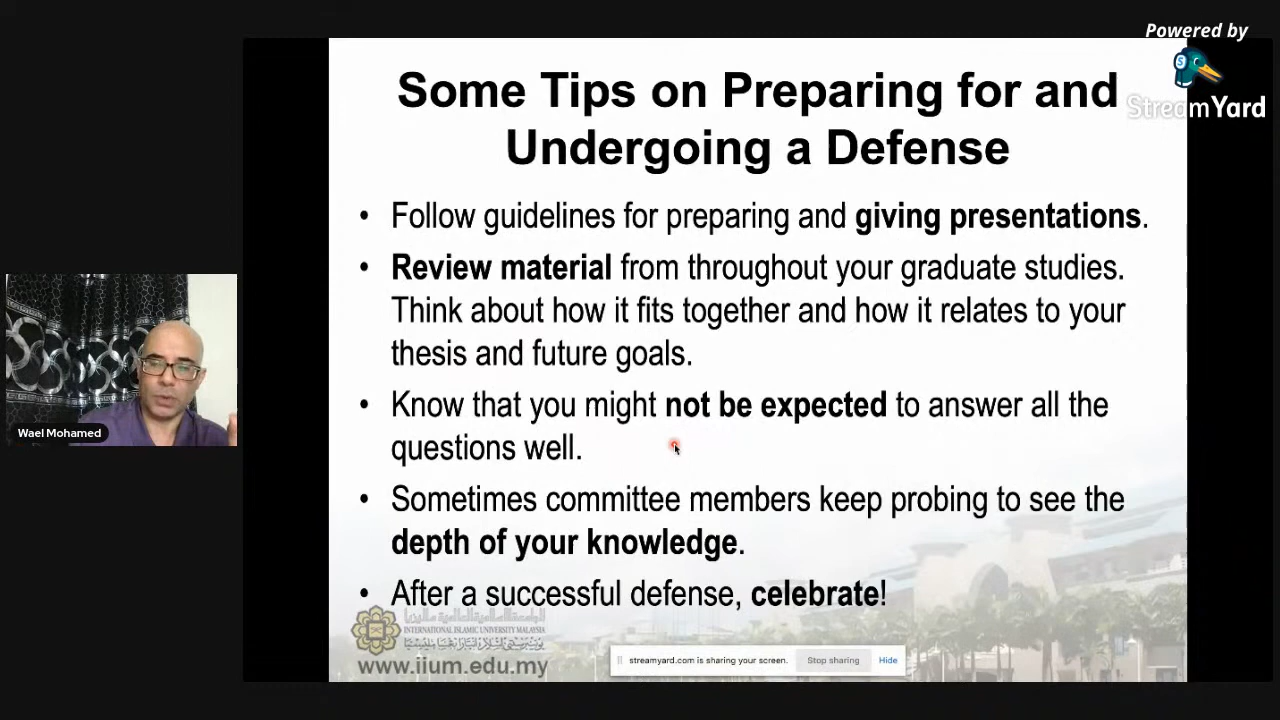 Powered by
StreamYard
Some Tips on Preparing for and
Undergoing a Defense
• Follow guidelines for preparing and giving presentations.
• Review material from throughout your graduate studies.
Think about how it fits together and how it relates to your
thesis and future goals.
• Know that you might not be expected to answer all the
questions well.
• Sometimes committee members keep probing to see the
depth of your knowledge.
• After a successful defense, celebrate!
Wael Mohamed
INTERNATIONAL ISLAMIC UNIVERSITY MALAYSIA
www.iium.edu.my
streamyard.com is sharing your screen.
Stop sharing
Hide